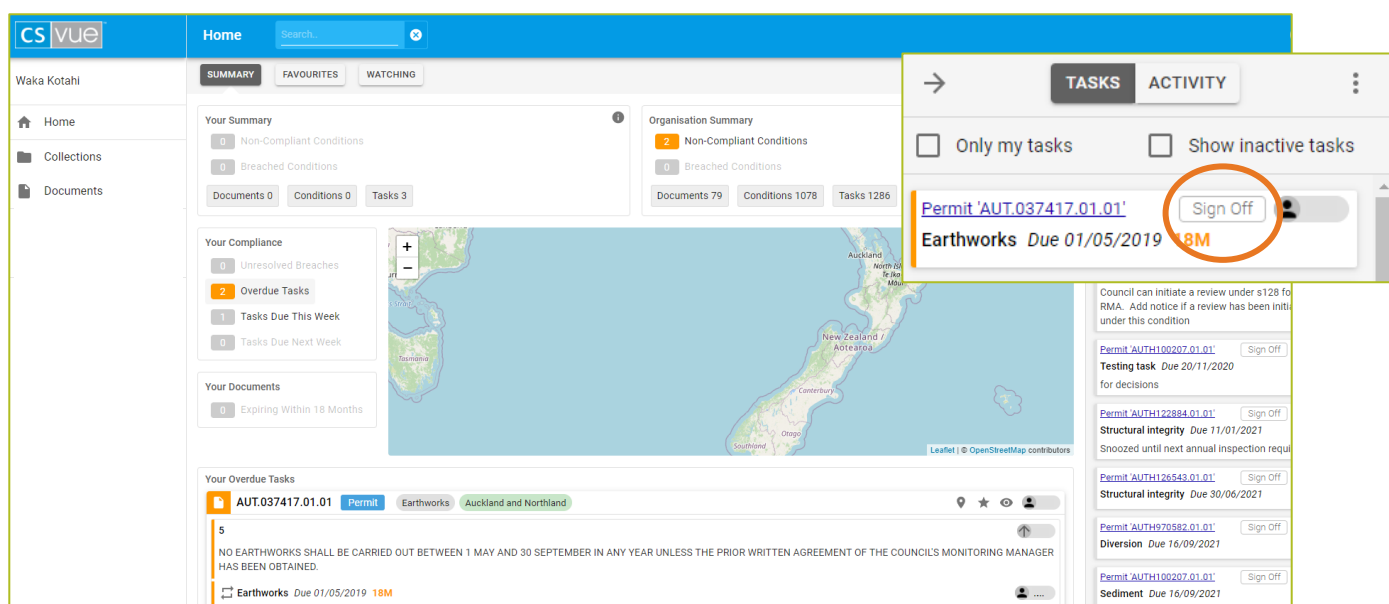 CS VUE
Home
Search..
Waka Kotahi
Home
Collections
Documents
SUMMARY FAVOURITES WATCHING
Your Summary
0 Non-Compliant Conditions
0 Breached Conditions
Documents 0 Conditions 0 Tasks 3
Organisation Summary
2 Non-Compliant Conditions
0 Breached Conditions
Documents 79 Conditions 1078 Tasks 1286
Your Compliance
0 Unresolved Breaches
2 Overdue Tasks
1 Tasks Due This Week
0 Tasks Due Next Week
Your Documents
0 Expiring Within 18 Months
+
−
Auckland
New Zealand /
Aotearoa
Tasmania
Canterbury
Otago
Southland
Leaflet | © OpenStreetMap contributors
Your Overdue Tasks
AUT.037417.01.01 Permit Earthworks Auckland and Northland
5
NO EARTHWORKS SHALL BE CARRIED OUT BETWEEN 1 MAY AND 30 SEPTEMBER IN ANY YEAR UNLESS THE PRIOR WRITTEN AGREEMENT OF THE COUNCIL'S MONITORING MANAGER
HAS BEEN OBTAINED.
Earthworks Due 01/05/2019 18M
....
TASKS ACTIVITY
Only my tasks Show inactive tasks
Permit 'AUT.037417.01.01' Sign Off
Earthworks Due 01/05/2019 18M
Council can initiate a review under s128 fo
RMA. Add notice if a review has been initi
under this condition
Permit 'AUTH100207.01.01' Sign Off
Testing task Due 20/11/2020
for decisions
Permit 'AUTH122884.01.01' Sign Off
Structural integrity Due 11/01/2021
Snoozed until next annual inspection requi
Permit 'AUTH126543.01.01' Sign Off
Structural integrity Due 30/06/2021
Permit 'AUTH970582.01.01' Sign Off
Diversion Due 16/09/2021
Permit 'AUTH100207.01.01' Sign Off
Sediment Due 16/09/2021